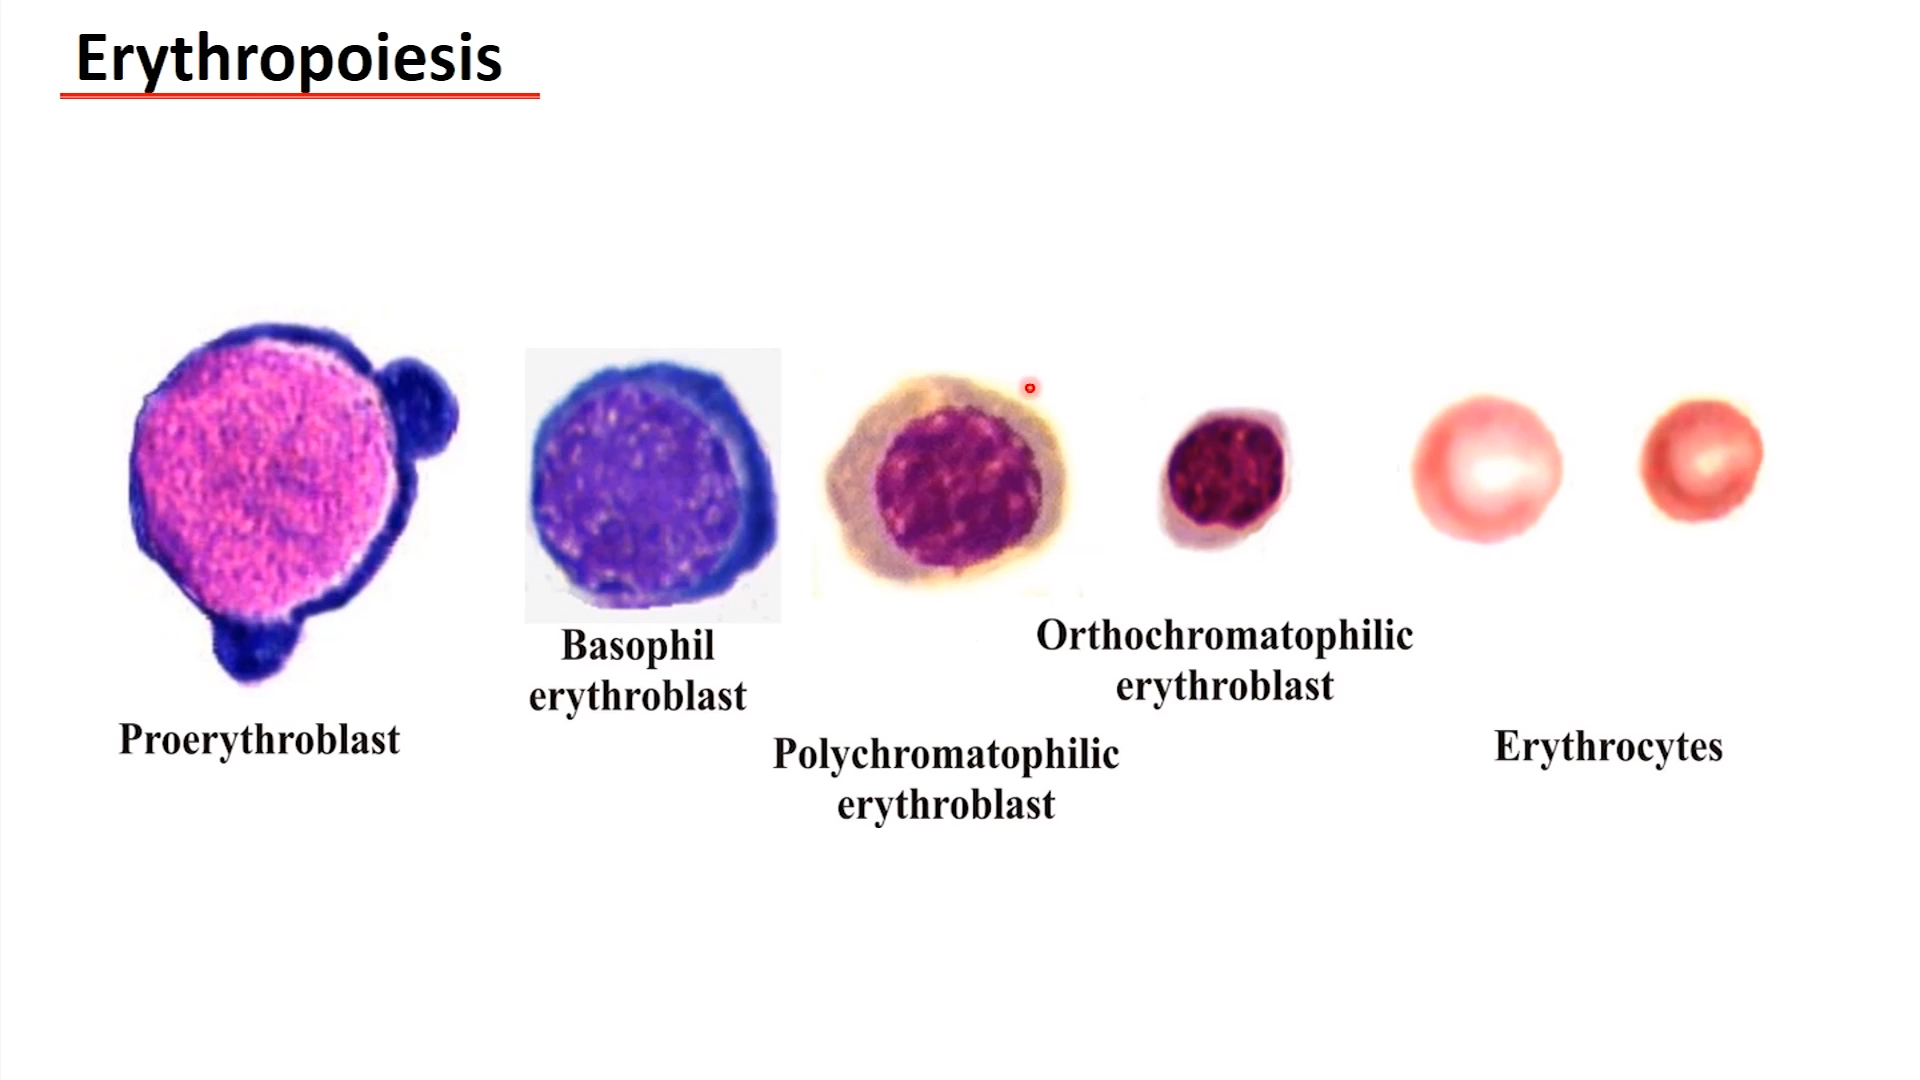 Erythropoiesis
Proerythroblast
Basophil
erythroblast
Polychromatophilic
erythroblast
Orthochromatophilic
erythroblast
Erythrocytes